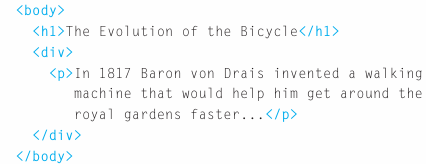 <body>
<h1>The Evolution of the Bicycle</h1>
<div>
<p>In 1817 Baron von Drais invented a walking
machine that would help him get around the
royal gardens faster...</p>
</div>
</body>